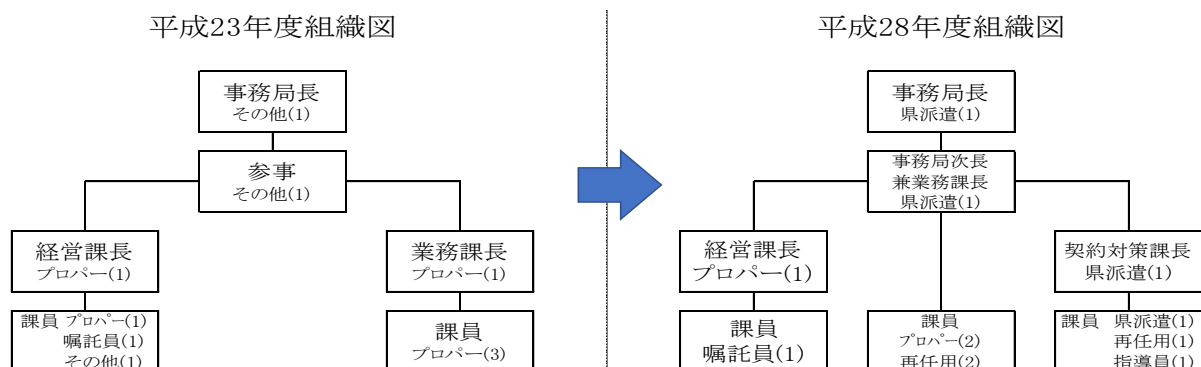 平成23年度組織図
事務局長
その他(1)
参事
その他(1)
経営課長
プロパー(1)
業務課長
プロパー(1)
課員 プロパー(1)
嘱託員(1)
その他(1)
課員
プロパー(3)
平成28年度組織図
事務局長
県派遣(1)
事務局次長
兼業務課長
県派遣(1)
経営課長
プロパー(1)
契約対策課長
県派遣(1)
課員
嘱託員(1)
課員
プロパー(2)
再任用(2)
課員 県派遣(1)
再任用(1)
指導員(1)